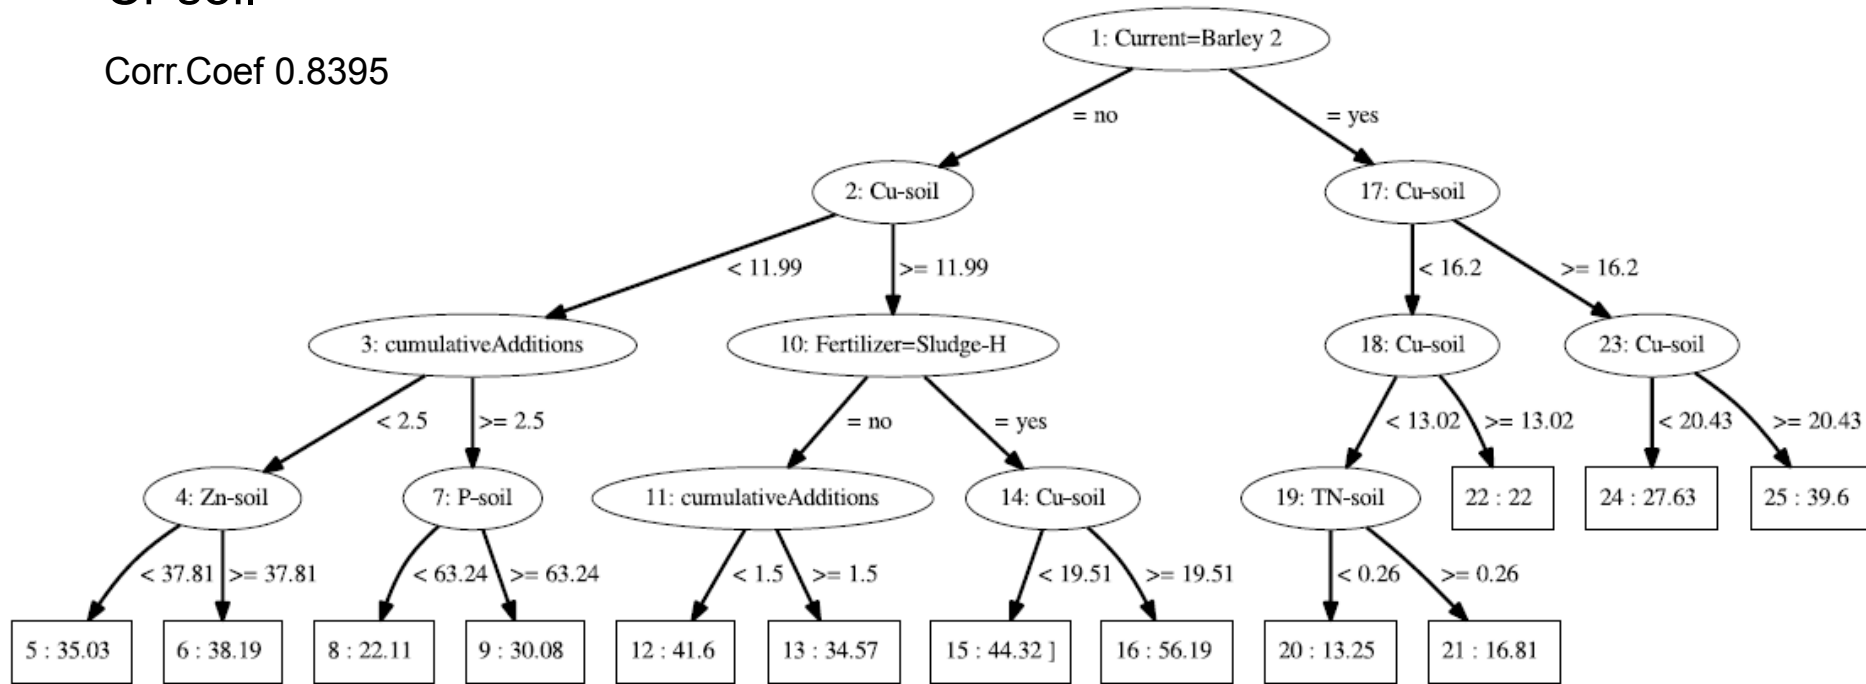 Corr.Coef 0.8395
1: Current=Barley 2
= no
= yes
2: Cu-soil
17: Cu-soil
< 11.99
>= 11.99
< 16.2
>= 16.2
3: cumulativeAdditions
10: Fertilizer=Sludge-H
18: Cu-soil
23: Cu-soil
< 2.5
>= 2.5
= no
= yes
< 13.02
>= 13.02
< 20.43
>= 20.43
4: Zn-soil
7: P-soil
11: cumulativeAdditions
14: Cu-soil
19: TN-soil
22 : 22
24 : 27.63
25 : 39.6
< 37.81
>= 37.81
< 63.24
>= 63.24
< 1.5
>= 1.5
< 19.51
>= 19.51
< 0.26
>= 0.26
5 : 35.03
6 : 38.19
8 : 22.11
9 : 30.08
12 : 41.6
13 : 34.57
15 : 44.32 ]
16 : 56.19
20 : 13.25
21 : 16.81